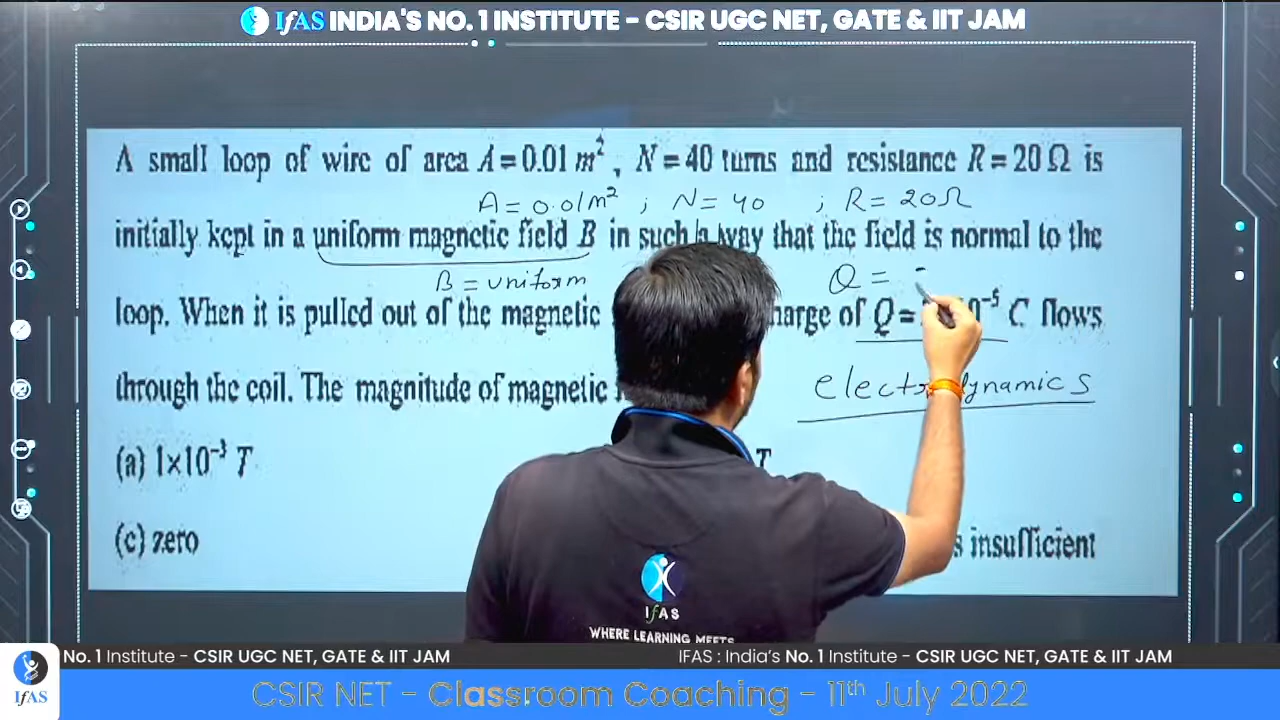 IfAS INDIA'S NO. 1 INSTITUTE - CSIR UGC NET, GATE & IIT JAM
A small loop of wire of area A = 0.01 m², N = 40 turns and resistance R = 20 Ω is
A = 0.01m² ; N = 40 ; R = 20Ω
initially kept in a uniform magnetic field B in such a way that the field is normal to the
B = uniform
Q =
loop. When it is pulled out of the magnetic harge of Q = 0⁻⁵ C flows
through the coil. The magnitude of magnetic
electrodynamics
(a) 1×10⁻³ T
T
(c) zero
s insufficient
IfAS
WHERE LEARNING MEETS
No. 1 Institute - CSIR UGC NET, GATE & IIT JAM
IFAS : India's No. 1 Institute - CSIR UGC NET, GATE & IIT JAM
IfAS
CSIR NET - Classroom Coaching - 11th July 2022